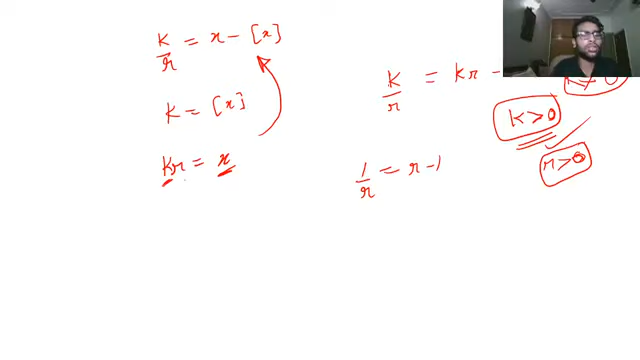 k/r = x - [x]
k = [x]
kr = x
k/r = kr -
k > 0
r > 0
1/r = r - 1